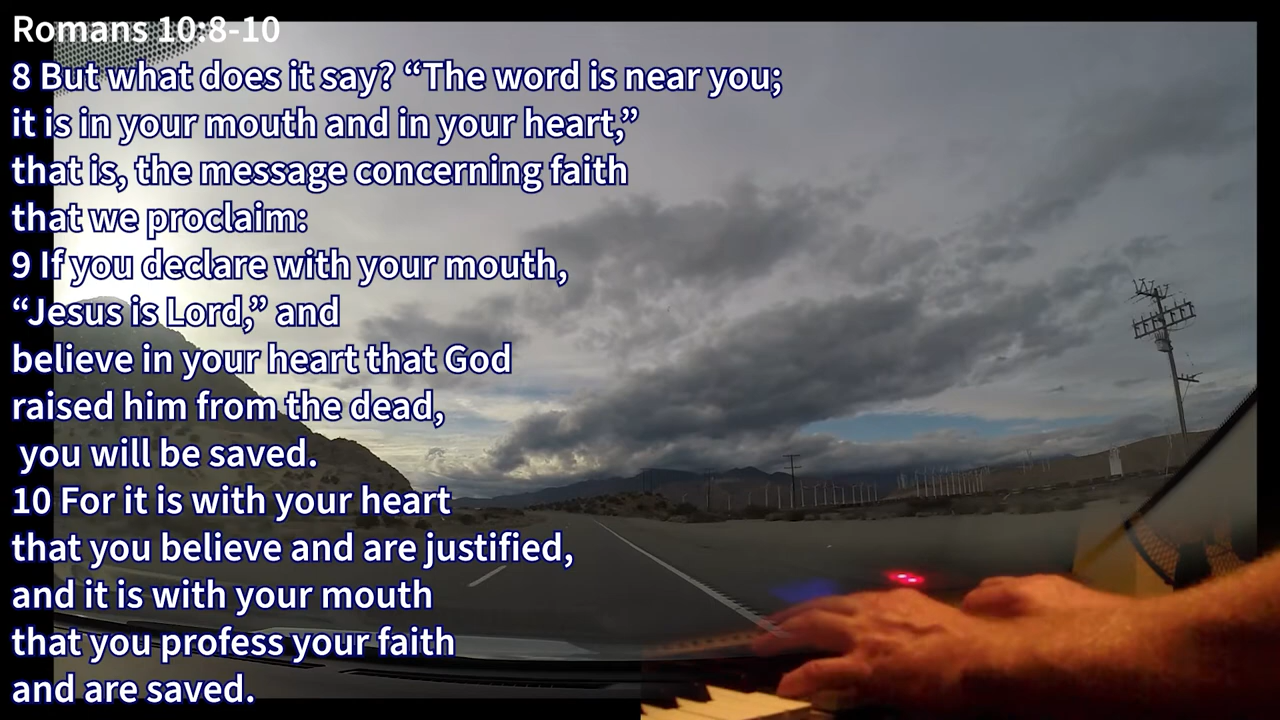 Romans 10:8-10
8 But what does it say? “The word is near you;
it is in your mouth and in your heart,”
that is, the message concerning faith
that we proclaim:
9 If you declare with your mouth,
“Jesus is Lord,” and
believe in your heart that God
raised him from the dead,
you will be saved.
10 For it is with your heart
that you believe and are justified,
and it is with your mouth
that you profess your faith
and are saved.